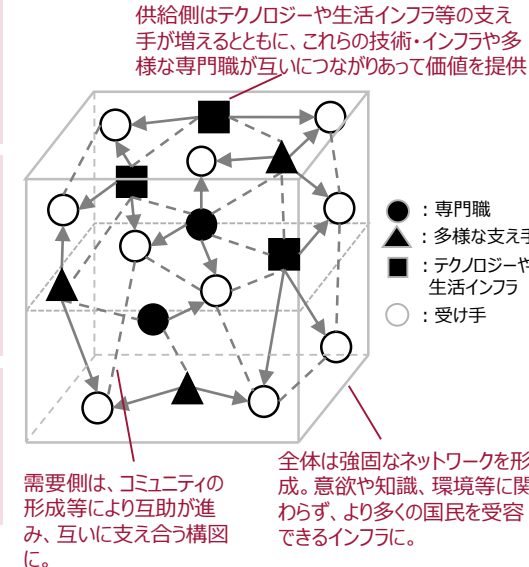 供給側はテクノロジーや生活インフラ等の支え
手が増えるとともに、これらの技術・インフラや多
様な専門職が互いにつながりあって価値を提供
：専門職
：多様な支え手
：テクノロジーや
生活インフラ
：受け手
需要側は、コミュニティの
形成等により互助が進
み、互いに支え合う構図
に。
全体は強固なネットワークを形
成。意欲や知識、環境等に関
わらず、より多くの国民を受容
できるインフラに。